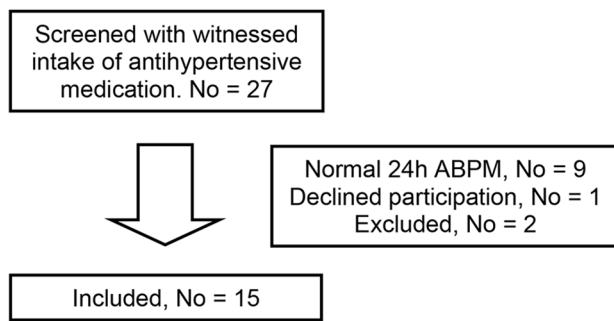 Screened with witnessed
intake of antihypertensive
medication. No = 27
Normal 24h ABPM, No = 9
Declined participation, No = 1
Excluded, No = 2
Included, No = 15